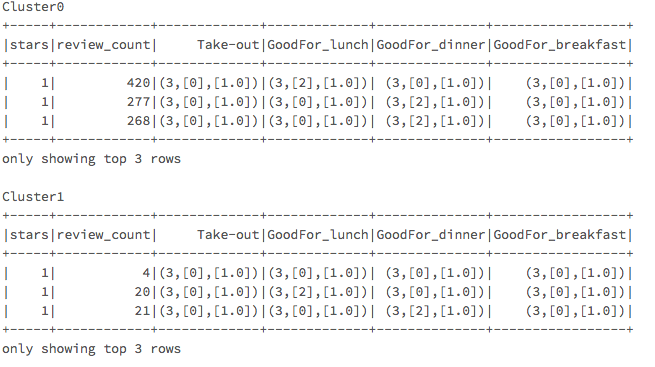 Cluster0
+-----+------------+-------------+-------------+--------------+-----------------+
|stars|review_count|     Take-out|GoodFor_lunch|GoodFor_dinner|GoodFor_breakfast|
+-----+------------+-------------+-------------+--------------+-----------------+
|    1|         420|(3,[0],[1.0])|(3,[2],[1.0])| (3,[0],[1.0])|    (3,[0],[1.0])|
|    1|         277|(3,[0],[1.0])|(3,[0],[1.0])| (3,[2],[1.0])|    (3,[0],[1.0])|
|    1|         268|(3,[0],[1.0])|(3,[0],[1.0])| (3,[2],[1.0])|    (3,[0],[1.0])|
+-----+------------+-------------+-------------+--------------+-----------------+
only showing top 3 rows

Cluster1
+-----+------------+-------------+-------------+--------------+-----------------+
|stars|review_count|     Take-out|GoodFor_lunch|GoodFor_dinner|GoodFor_breakfast|
+-----+------------+-------------+-------------+--------------+-----------------+
|    1|           4|(3,[0],[1.0])|(3,[0],[1.0])| (3,[0],[1.0])|    (3,[0],[1.0])|
|    1|          20|(3,[0],[1.0])|(3,[2],[1.0])| (3,[0],[1.0])|    (3,[0],[1.0])|
|    1|          21|(3,[0],[1.0])|(3,[0],[1.0])| (3,[2],[1.0])|    (3,[0],[1.0])|
+-----+------------+-------------+-------------+--------------+-----------------+
only showing top 3 rows